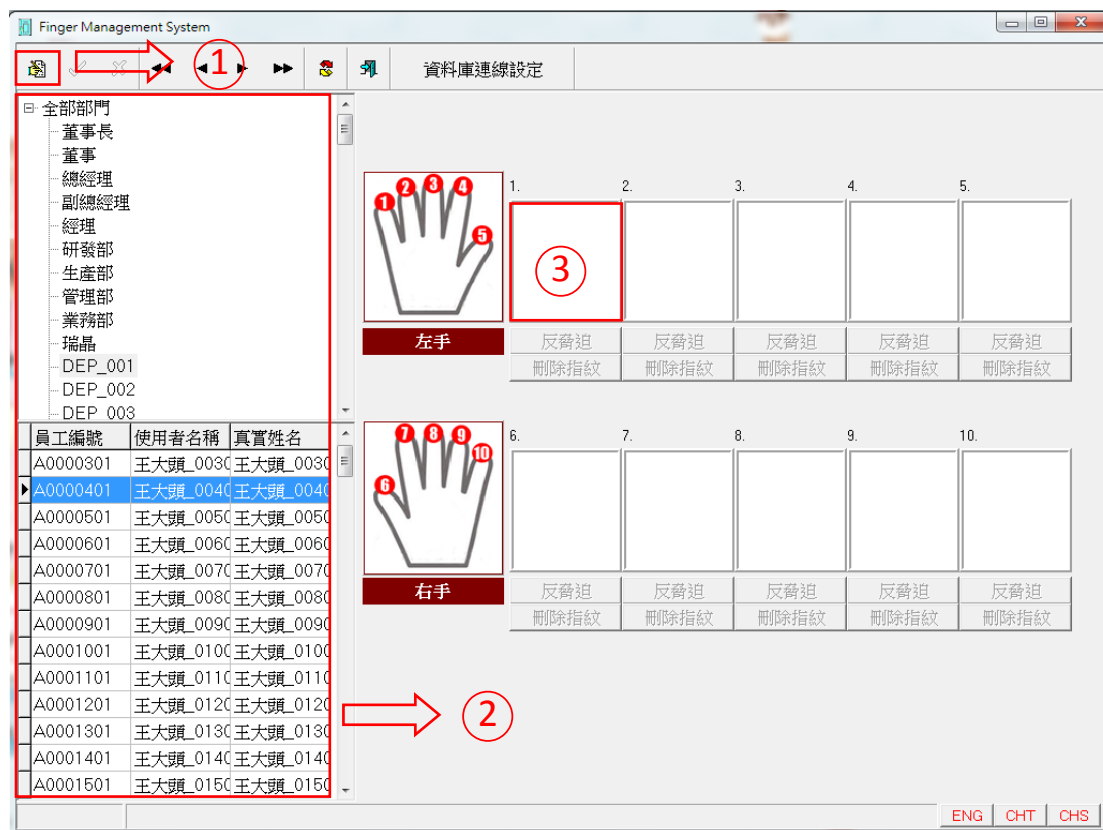 Finger Management System
① 資料庫連線設定
全部部門
董事長
董事
總經理
副總經理
經理
研發部
生產部
管理部
業務部
瑞晶
DEP_001
DEP_002
DEP_003
員工編號 使用者名稱 真實姓名
A0000301 王大頭_0030 王大頭_0030
A0000401 王大頭_0040 王大頭_0040
A0000501 王大頭_0050 王大頭_0050
A0000601 王大頭_0060 王大頭_0060
A0000701 王大頭_0070 王大頭_0070
A0000801 王大頭_0080 王大頭_0080
A0000901 王大頭_0090 王大頭_0090
A0001001 王大頭_0100 王大頭_0100
A0001101 王大頭_0110 王大頭_0110
A0001201 王大頭_0120 王大頭_0120
A0001301 王大頭_0130 王大頭_0130
A0001401 王大頭_0140 王大頭_0140
A0001501 王大頭_0150 王大頭_0150
②
1 2 3 4 5
1. 2. 3. 4. 5.
③
左手
反脅迫 反脅迫 反脅迫 反脅迫 反脅迫
刪除指紋 刪除指紋 刪除指紋 刪除指紋 刪除指紋
6 7 8 9 10
6. 7. 8. 9. 10.
右手
反脅迫 反脅迫 反脅迫 反脅迫 反脅迫
刪除指紋 刪除指紋 刪除指紋 刪除指紋 刪除指紋
ENG CHT CHS